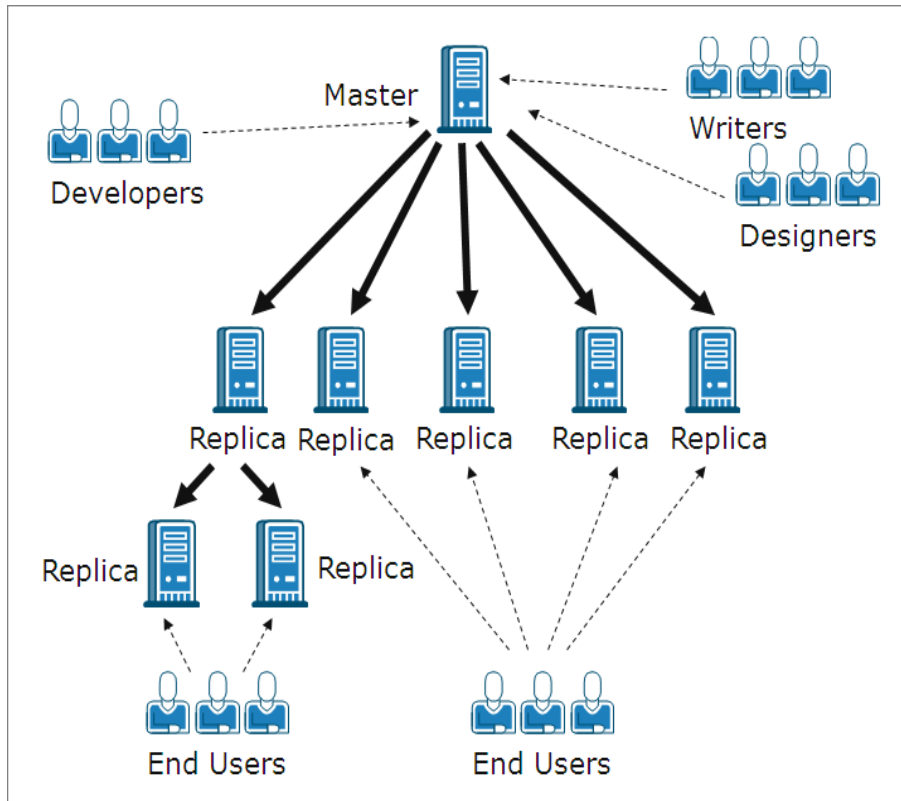 Master
Writers
Developers
Designers
Replica
Replica
Replica
Replica
Replica
Replica
Replica
End Users
End Users